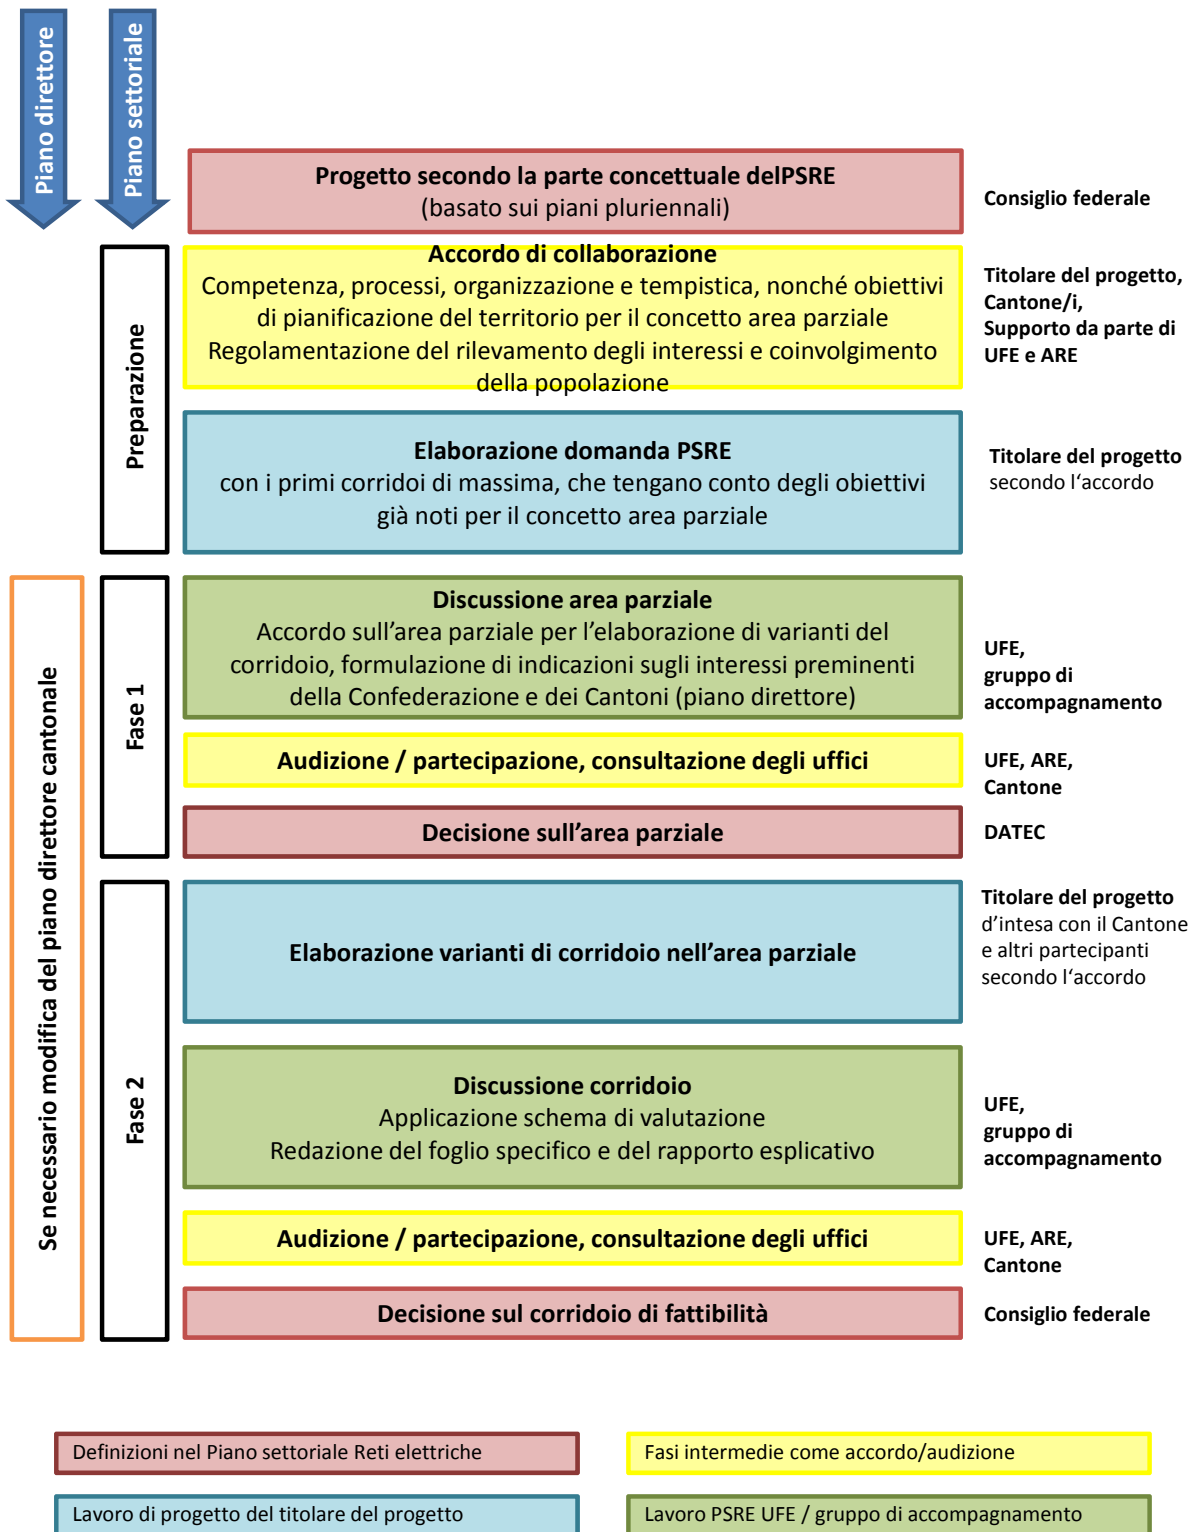 Piano direttore
Piano settoriale
Progetto secondo la parte concettuale delPSRE
(basato sui piani pluriennali)
Consiglio federale
Preparazione
Accordo di collaborazione
Competenza, processi, organizzazione e tempistica, nonché obiettivi
di pianificazione del territorio per il concetto area parziale
Regolamentazione del rilevamento degli interessi e coinvolgimento
della popolazione
Titolare del progetto,
Cantone/i,
Supporto da parte di
UFE e ARE
Elaborazione domanda PSRE
con i primi corridoi di massima, che tengano conto degli obiettivi
già noti per il concetto area parziale
Titolare del progetto
secondo l‘accordo
Se necessario modifica del piano direttore cantonale
Fase 1
Discussione area parziale
Accordo sull’area parziale per l’elaborazione di varianti del
corridoio, formulazione di indicazioni sugli interessi preminenti
della Confederazione e dei Cantoni (piano direttore)
UFE,
gruppo di
accompagnamento
Audizione / partecipazione, consultazione degli uffici
UFE, ARE,
Cantone
Decisione sull’area parziale
DATEC
Fase 2
Elaborazione varianti di corridoio nell’area parziale
Titolare del progetto
d’intesa con il Cantone
e altri partecipanti
secondo l‘accordo
Discussione corridoio
Applicazione schema di valutazione
Redazione del foglio specifico e del rapporto esplicativo
UFE,
gruppo di
accompagnamento
Audizione / partecipazione, consultazione degli uffici
UFE, ARE,
Cantone
Decisione sul corridoio di fattibilità
Consiglio federale
Definizioni nel Piano settoriale Reti elettriche
Fasi intermedie come accordo/audizione
Lavoro di progetto del titolare del progetto
Lavoro PSRE UFE / gruppo di accompagnamento